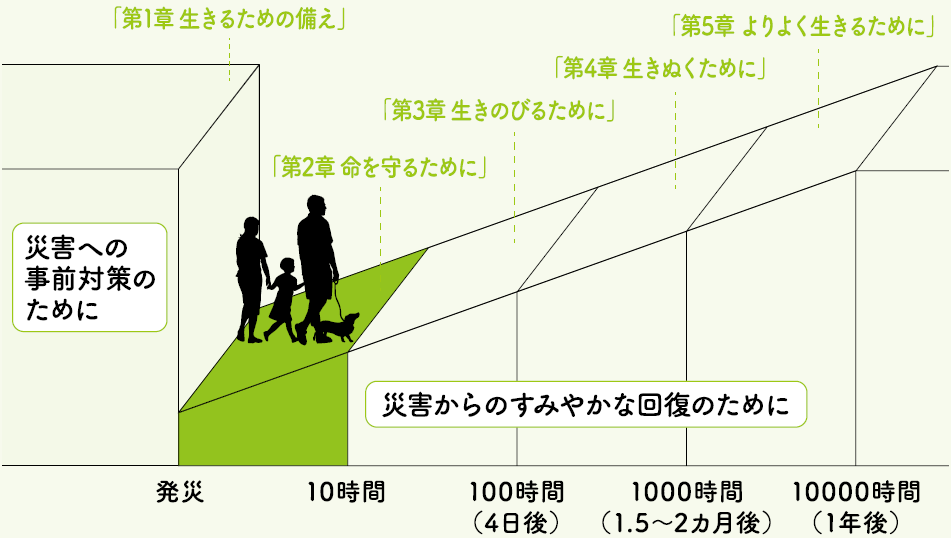 「第1章 生きるための備え」
「第5章 よりよく生きるために」
「第4章 生きぬくために」
「第3章 生きのびるために」
「第2章 命を守るために」
災害への
事前対策の
ために
災害からのすみやかな回復のために
発災
10時間
100時間
（4日後）
1000時間
（1.5〜2カ月後）
10000時間
（1年後）